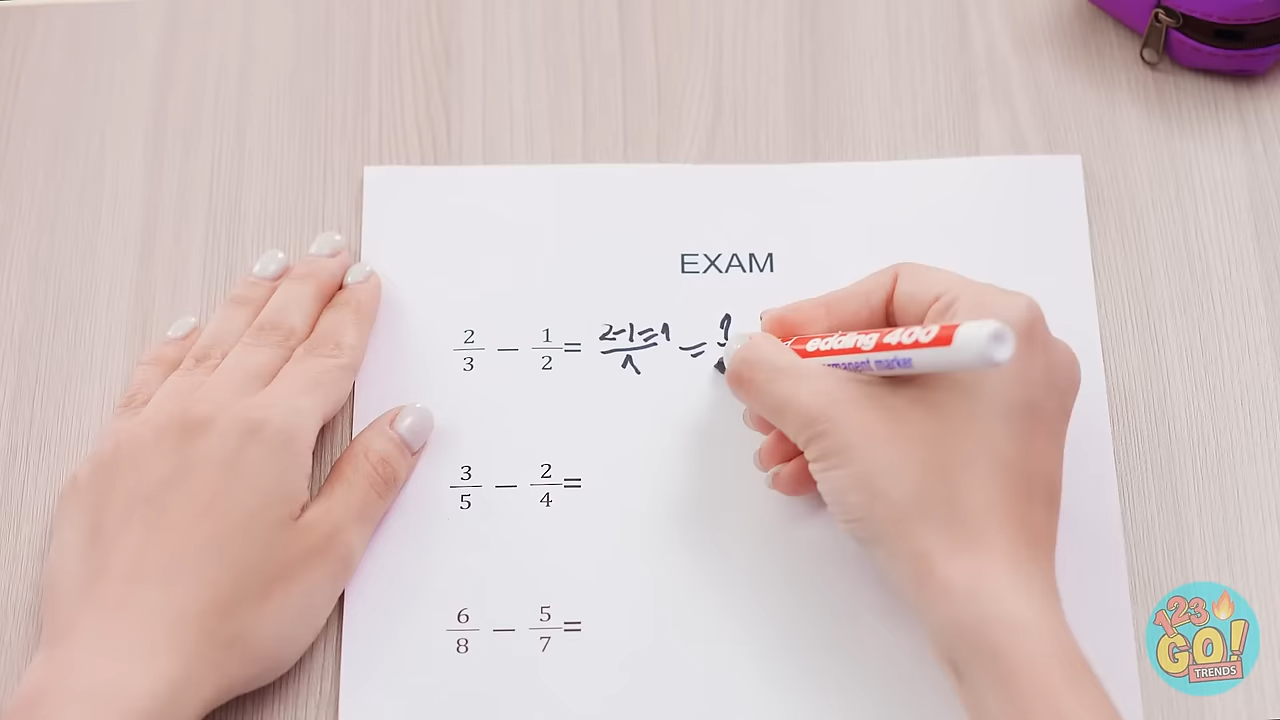 EXAM
2/3 − 1/2 = 2-1=1/1 = 1
3/5 − 2/4 =
6/8 − 5/7 =
edding 400
permanent marker
123
GO!
TRENDS